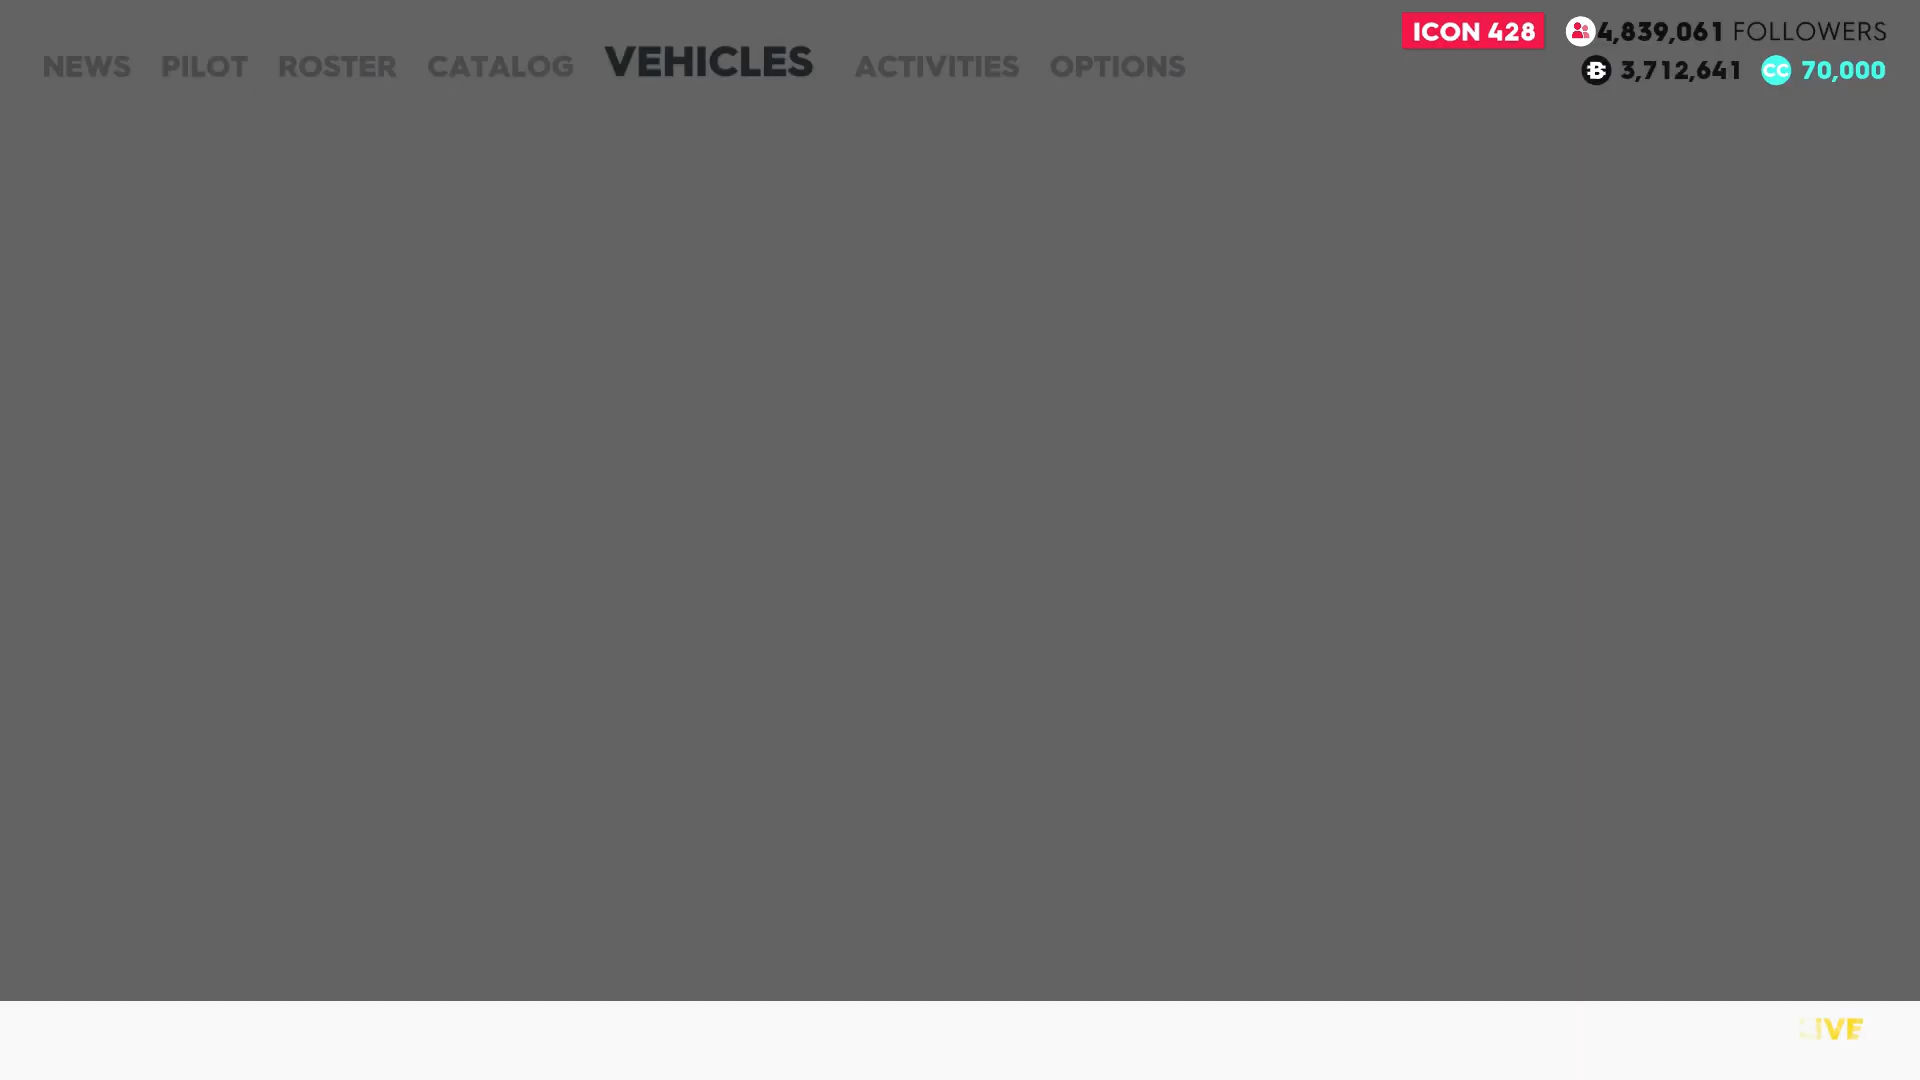 NEWS PILOT ROSTER CATALOG VEHICLES ACTIVITIES OPTIONS
ICON 428 4,839,061 FOLLOWERS
3,712,641 CC 70,000
LIVE